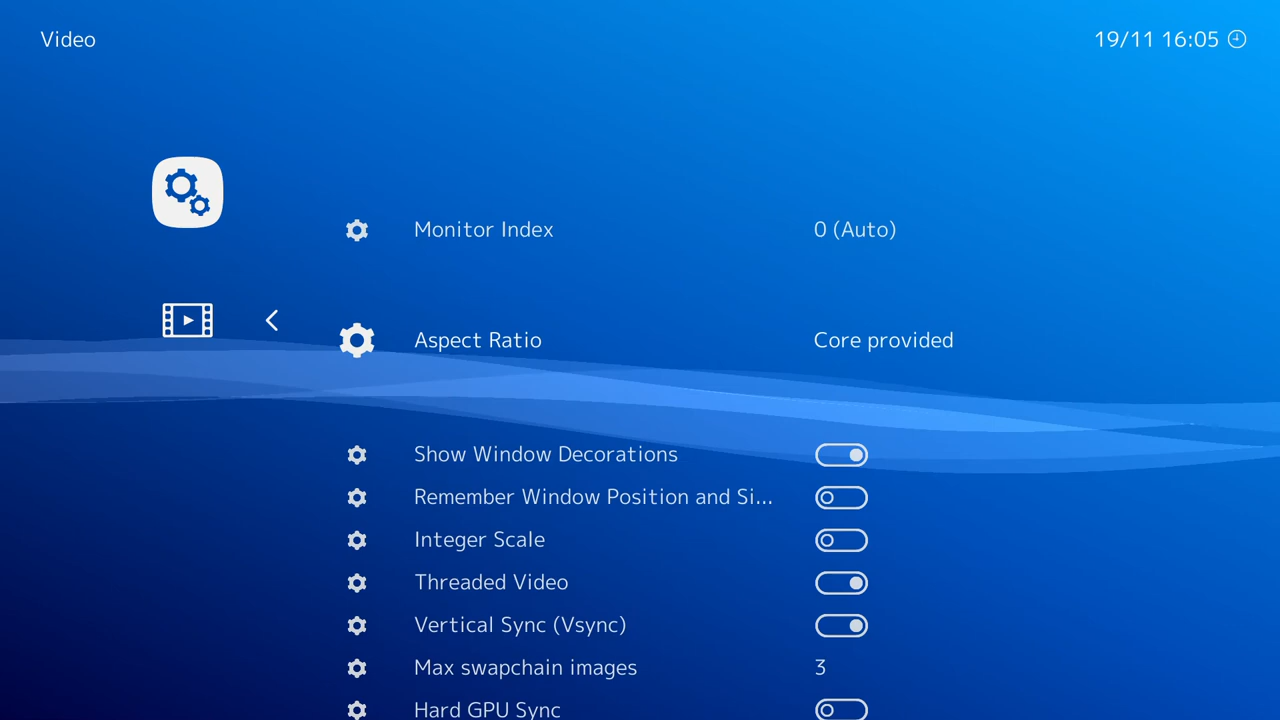 Video
19/11 16:05
Monitor Index 0 (Auto)
Aspect Ratio Core provided
Show Window Decorations
Remember Window Position and Si...
Integer Scale
Threaded Video
Vertical Sync (Vsync)
Max swapchain images 3
Hard GPU Sync